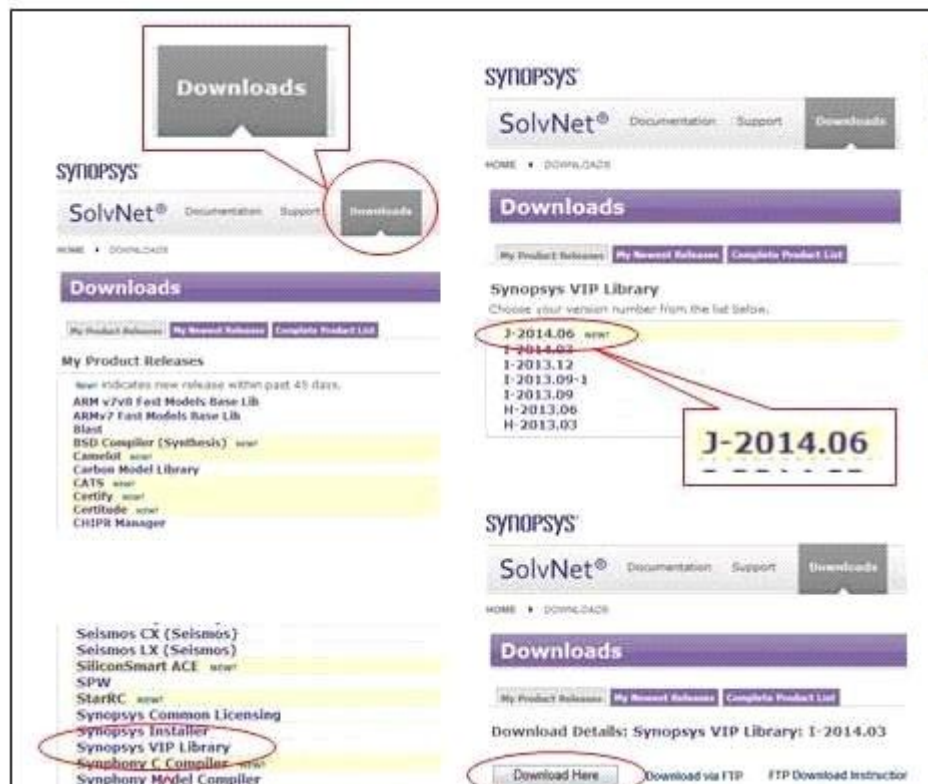 Downloads
SYNOPSYS
SolvNet® Documentation Support Downloads
HOME DOWNLOADS
Downloads
My Product Releases My Newest Releases Complete Product List
My Product Releases
New! indicates new release within past 45 days.
ARM v7v8 Fast Models Base Lib
ARMv7 Fast Models Base Lib
Blast
BSD Compiler (Synthesis) NEW!
Camelot NEW!
Carbon Model Library
CATS NEW!
Certify NEW!
Certitude NEW!
CHIPit Manager
Seismos CX (Seismos)
Seismos LX (Seismos)
SiliconSmart ACE NEW!
SPW
StarRC NEW!
Synopsys Common Licensing
Synopsys Installer
Synopsys VIP Library
Synphony C Compiler NEW!
Synphony Model Compiler
SYNOPSYS
SolvNet® Documentation Support Downloads
HOME DOWNLOADS
Downloads
My Product Releases My Newest Releases Complete Product List
Synopsys VIP Library
Choose your version number from the list below.
J-2014.06 NEW!
I-2014.03
I-2013.12
I-2013.09-1
I-2013.09
H-2013.06
H-2013.03
J-2014.06
SYNOPSYS
SolvNet® Documentation Support Downloads
HOME DOWNLOADS
Downloads
My Product Releases My Newest Releases Complete Product List
Download Details: Synopsys VIP Library: I-2014.03
Download Here Download via FTP FTP Download Instruction